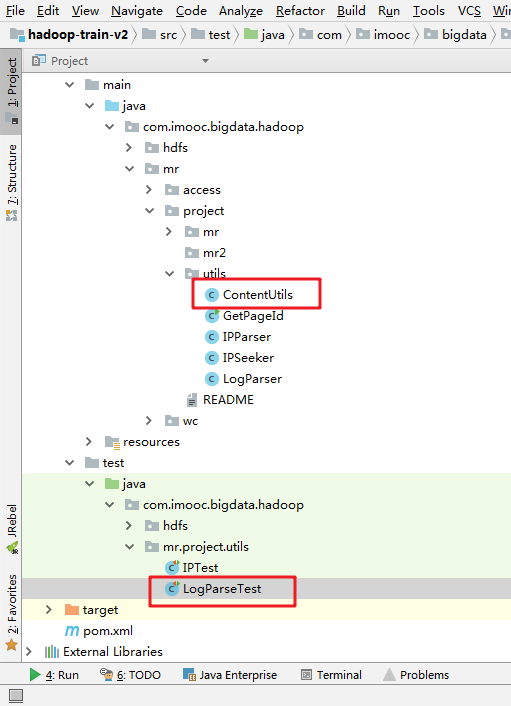 File Edit View Navigate Code Analyze Refactor Build Run Tools VCS Win
hadoop-train-v2 src test java com imooc bigdata
1: Project
Project
main
java
com.imooc.bigdata.hadoop
hdfs
mr
access
project
mr
mr2
utils
ContentUtils
GetPageId
IPParser
IPSeeker
LogParser
README
wc
resources
test
java
com.imooc.bigdata.hadoop
hdfs
mr.project.utils
IPTest
LogParseTest
target
pom.xml
External Libraries
7: Structure
JRebel
2: Favorites
4: Run 6: TODO Java Enterprise Terminal Problems